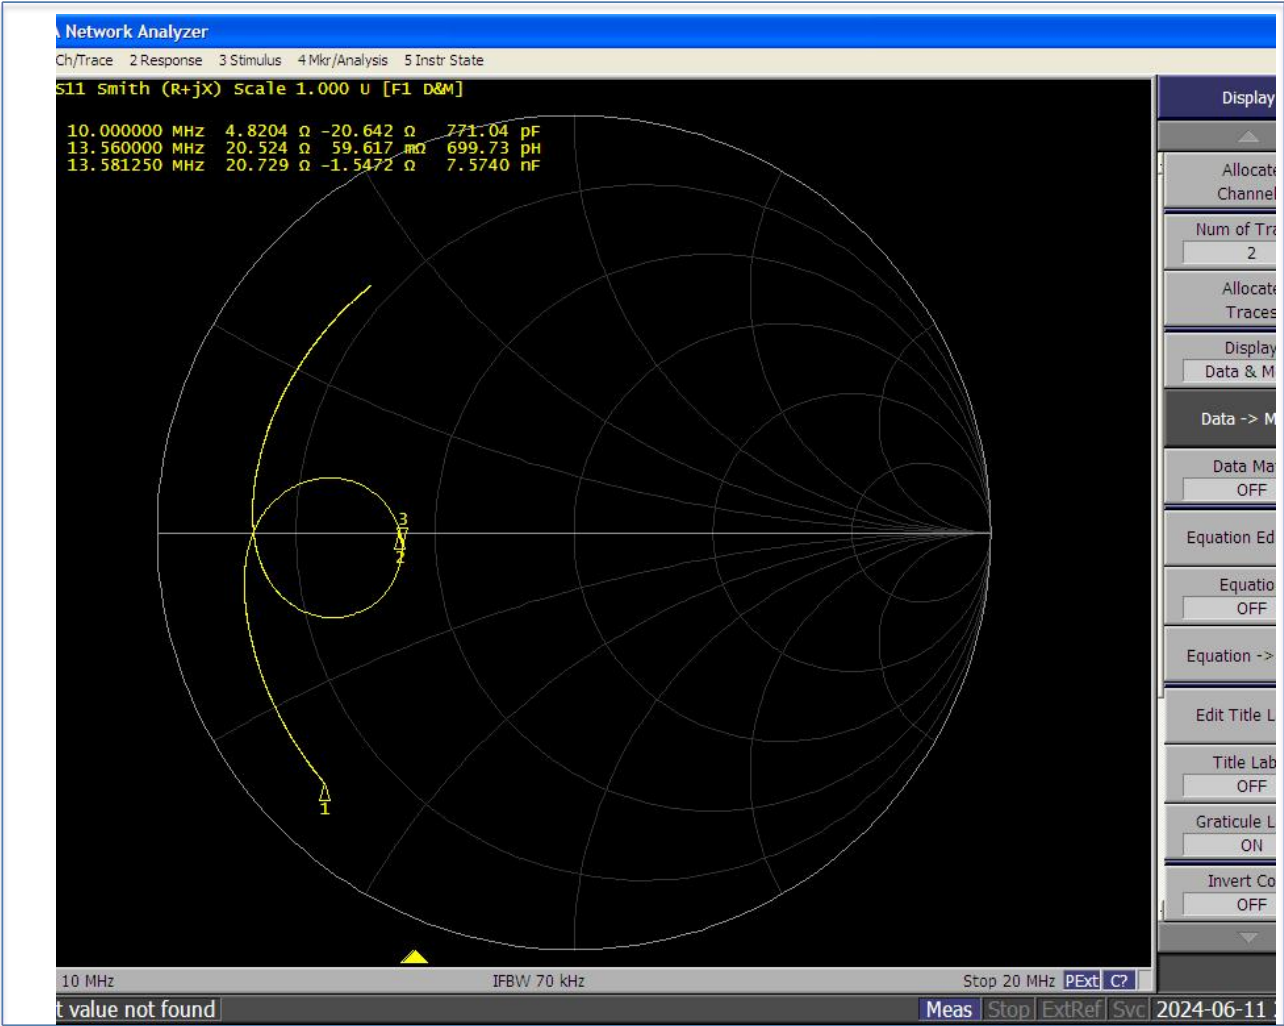 A Network Analyzer
Ch/Trace 2 Response 3 Stimulus 4 Mkr/Analysis 5 Instr State
S11 Smith (R+jX) Scale 1.000 U [F1 D&M]
10.000000 MHz 4.8204 Ω -20.642 Ω 771.04 pF
13.560000 MHz 20.524 Ω 59.617 mΩ 699.73 pH
13.581250 MHz 20.729 Ω -1.5472 Ω 7.5740 nF
3
2
1
10 MHz IFBW 70 kHz Stop 20 MHz PExt C?
t value not found Meas Stop ExtRef Svc 2024-06-11
Display
Allocate
Channel
Num of Tra
2
Allocate
Traces
Display
Data & M
Data -> M
Data Ma
OFF
Equation Ed
Equatio
OFF
Equation ->
Edit Title L
Title Lab
OFF
Graticule L
ON
Invert Co
OFF